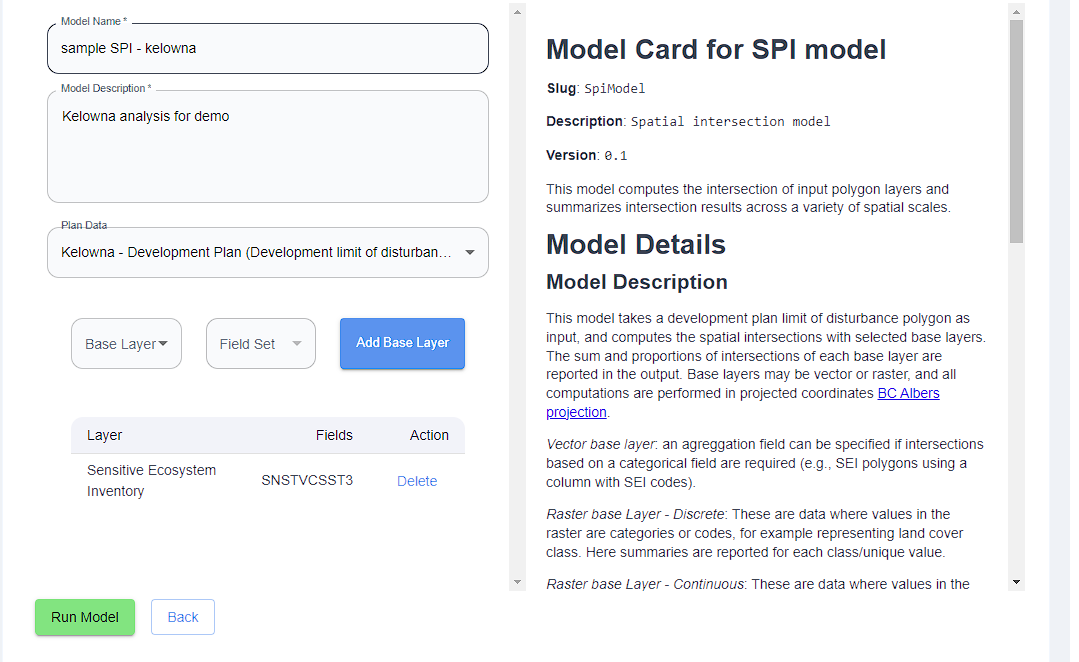 Model Name *
sample SPI - kelowna
Model Description *
Kelowna analysis for demo
Plan Data
Kelowna - Development Plan (Development limit of disturban...
Base Layer
Field Set
Add Base Layer
Layer Fields Action
Sensitive Ecosystem
Inventory
SNSTVCSST3
Delete
Run Model
Back
Model Card for SPI model
Slug: SpiModel
Description: Spatial intersection model
Version: 0.1
This model computes the intersection of input polygon layers and
summarizes intersection results across a variety of spatial scales.
Model Details
Model Description
This model takes a development plan limit of disturbance polygon as
input, and computes the spatial intersections with selected base layers.
The sum and proportions of intersections of each base layer are
reported in the output. Base layers may be vector or raster, and all
computations are performed in projected coordinates BC Albers
projection.
Vector base layer: an agreggation field can be specified if intersections
based on a categorical field are required (e.g., SEI polygons using a
column with SEI codes).
Raster base Layer - Discrete: These are data where values in the
raster are categories or codes, for example representing land cover
class. Here summaries are reported for each class/unique value.
Raster base Layer - Continuous: These are data where values in the